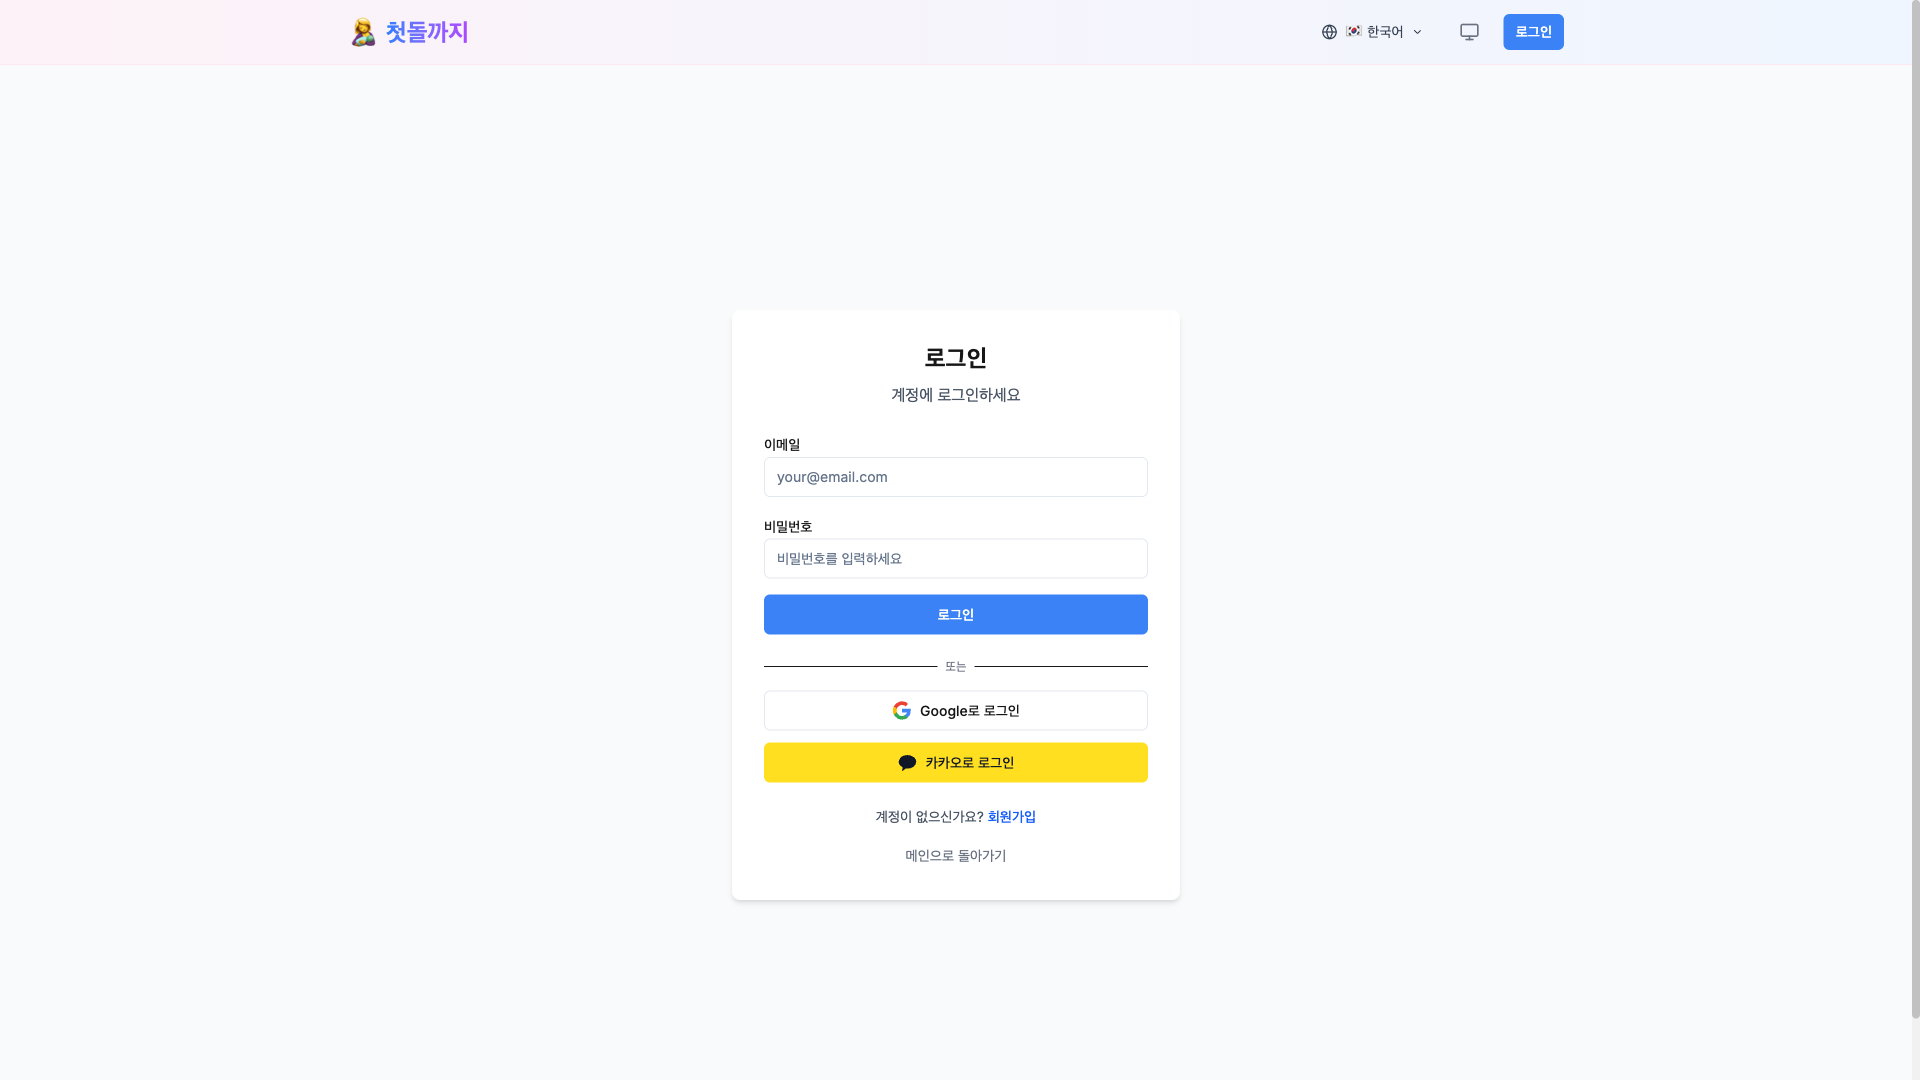 첫돌까지
🇰🇷 한국어
로그인
로그인
계정에 로그인하세요
이메일
your@email.com
비밀번호
비밀번호를 입력하세요
로그인
또는
Google로 로그인
카카오로 로그인
계정이 없으신가요? 회원가입
메인으로 돌아가기